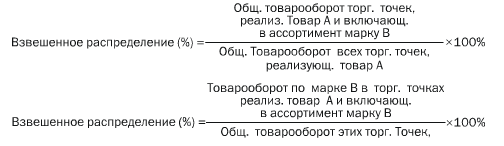 Общ. товарооборот торг. точек,
реализ. Товар А и включающ.
в ассортимент марку В
Взвешенное распределение (%) = ×100%
Общ. Товарооборот всех торг. точек,
реализующ. товар А
Товарооборот по марке В в торг. точках
реализ. товар А и включающ.
в ассортимент марку В
Взвешенное распределение (%) = ×100%
Общ. товарооборот этих торг. Точек,